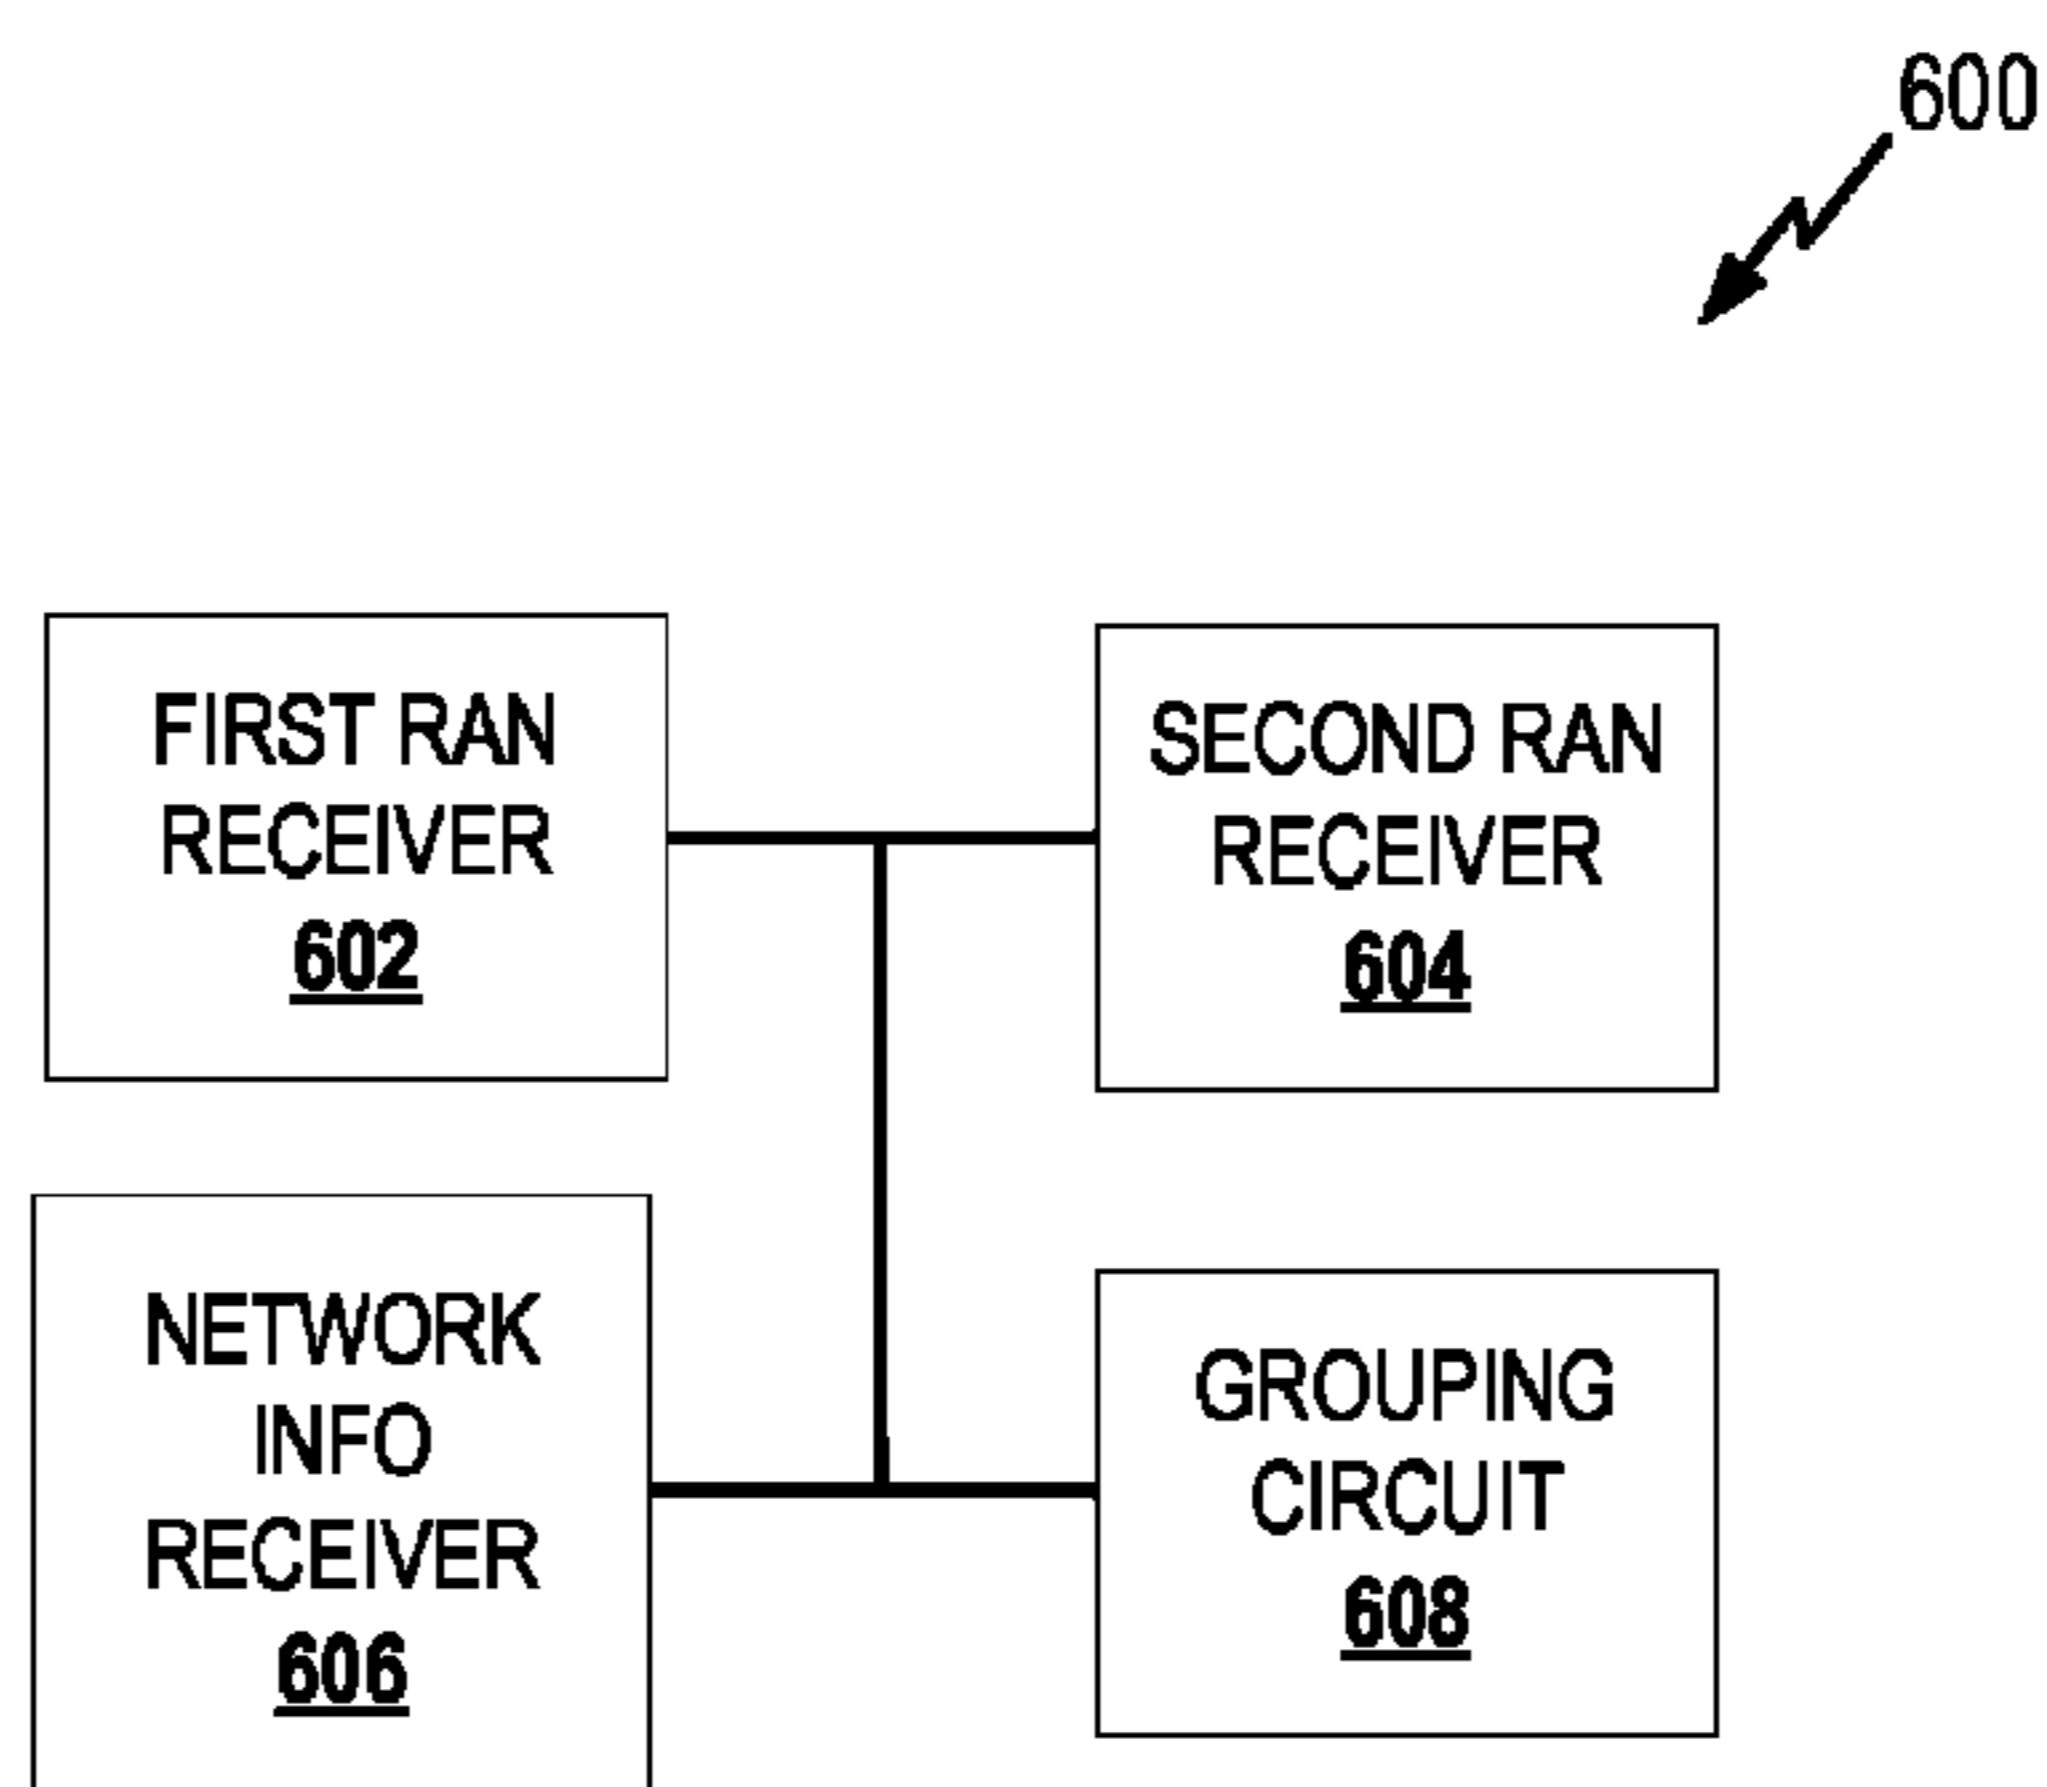 600
FIRST RAN
RECEIVER
602
SECOND RAN
RECEIVER
604
NETWORK
INFO
RECEIVER
606
GROUPING
CIRCUIT
608